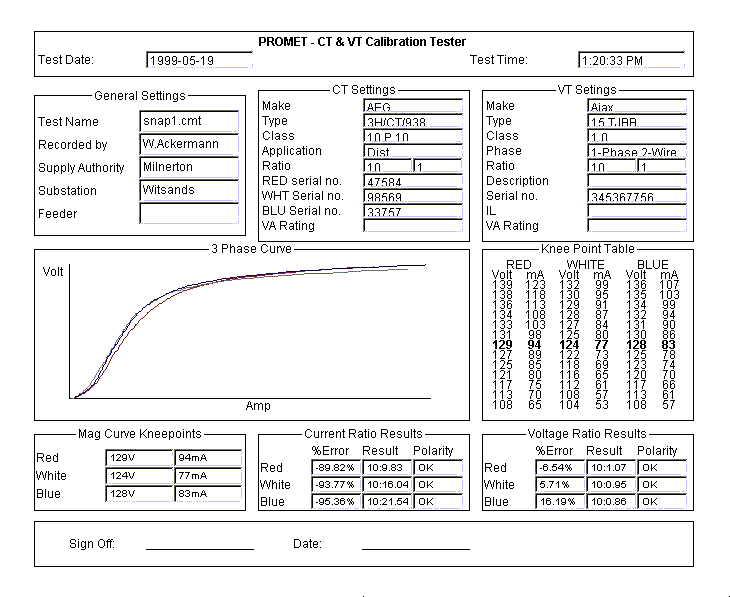 PROMET - CT & VT Calibration Tester
Test Date: 1999-05-19 Test Time: 1:20:33 PM
General Settings
Test Name snap1.cmt
Recorded by W.Ackermann
Supply Authority Milnerton
Substation Witsands
Feeder
CT Settings
Make AEG
Type 3H/CT/938
Class 10 P 10
Application Dist
Ratio 10 1
RED serial no. 47584
WHT Serial no. 98569
BLU Serial no. 33757
VA Rating
VT Setings
Make Ajax
Type 15 TJBB
Class 1.0
Phase 1-Phase 2-Wire
Ratio 10 1
Description
Serial no. 345367756
IL
VA Rating
3 Phase Curve
Volt
Amp
Knee Point Table
RED WHITE BLUE
Volt mA Volt mA Volt mA
139 123 132 99 136 107
138 118 130 95 135 103
136 113 129 91 134 99
134 108 128 87 132 94
133 103 127 84 131 90
131 98 125 80 130 86
129 94 124 77 128 83
127 89 122 73 125 78
125 85 118 69 123 74
121 80 116 65 120 70
117 75 112 61 117 66
113 70 108 57 113 61
108 65 104 53 108 57
Mag Curve Kneepoints
Red 129V 94mA
White 124V 77mA
Blue 128V 83mA
Current Ratio Results
%Error Result Polarity
Red -89.82% 10:9.83 OK
White -93.77% 10:16.04 OK
Blue -95.36% 10:21.54 OK
Voltage Ratio Results
%Error Result Polarity
Red -6.54% 10:1.07 OK
White 5.71% 10:0.95 OK
Blue 16.19% 10:0.86 OK
Sign Off: Date: